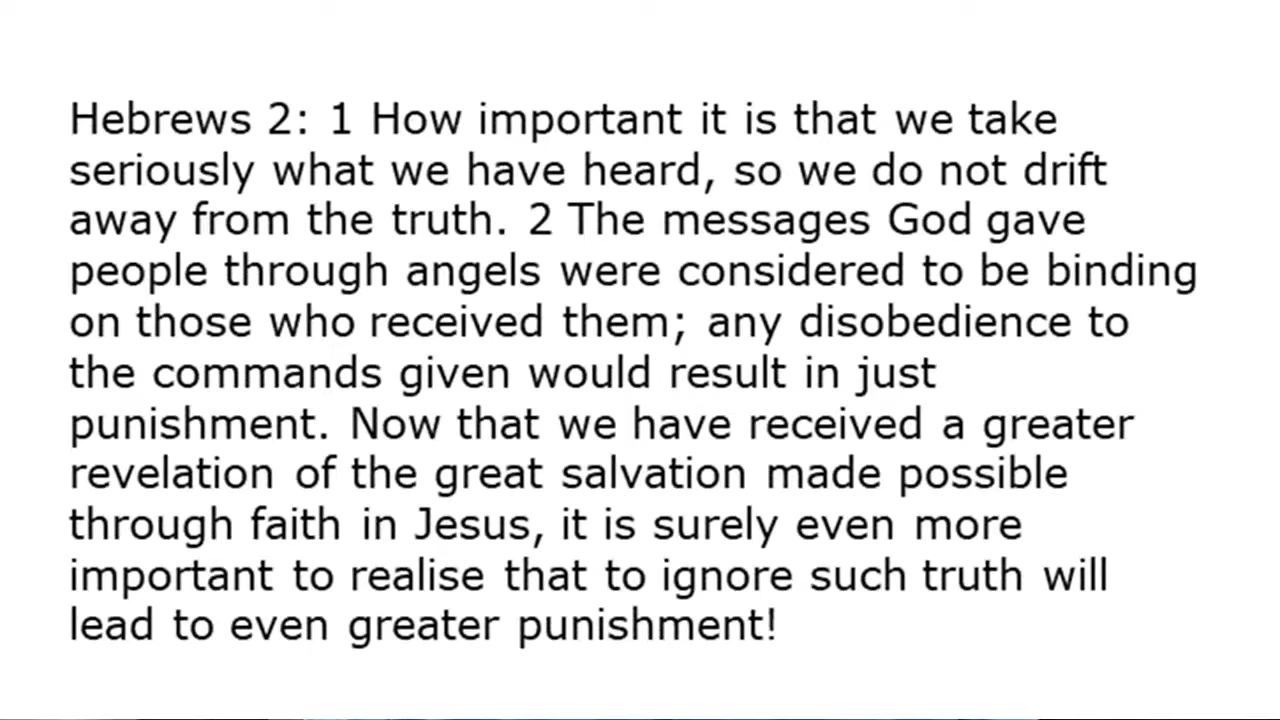 Hebrews 2: 1 How important it is that we take
seriously what we have heard, so we do not drift
away from the truth. 2 The messages God gave
people through angels were considered to be binding
on those who received them; any disobedience to
the commands given would result in just
punishment. Now that we have received a greater
revelation of the great salvation made possible
through faith in Jesus, it is surely even more
important to realise that to ignore such truth will
lead to even greater punishment!